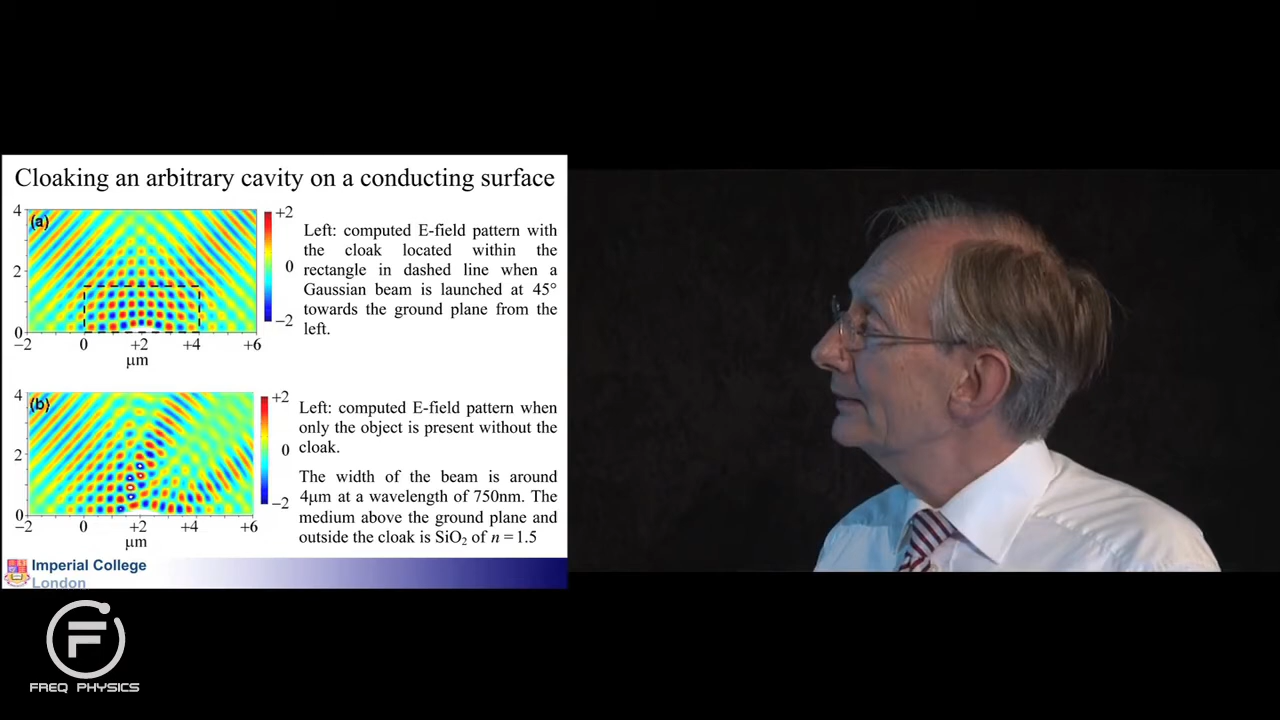 Cloaking an arbitrary cavity on a conducting surface
4
(a)
+2
2
0
0
−2
−2
0
+2
+4
+6
μm
Left: computed E-field pattern with
the cloak located within the
rectangle in dashed line when a
Gaussian beam is launched at 45°
towards the ground plane from the
left.
4
(b)
+2
2
0
0
−2
−2
0
+2
+4
+6
μm
Left: computed E-field pattern when
only the object is present without the
cloak.
The width of the beam is around
4μm at a wavelength of 750nm. The
medium above the ground plane and
outside the cloak is SiO₂ of n = 1.5
Imperial College
London
F
FREQ PHYSICS